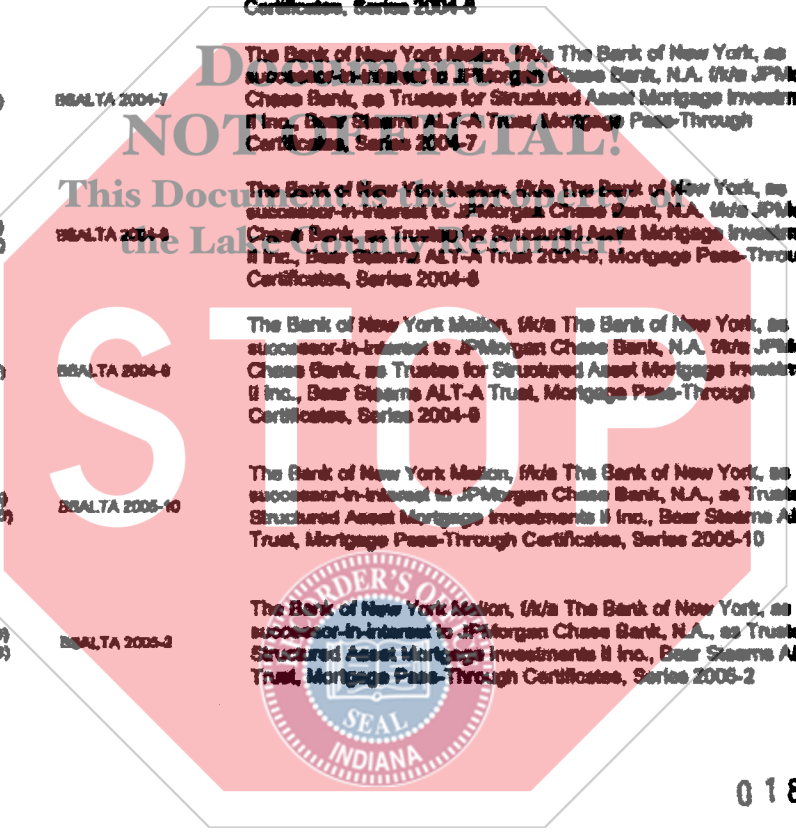 Certificates, Series 2004-6
The Bank of New York Mellon, f/k/a The Bank of New York, as
successor-in-interest to JPMorgan Chase Bank, N.A. f/k/a
BSALTA 2004-7 Chase Bank, as Trustee for Structured Asset Mortgage
II Inc., Bear Stearns ALT-A Trust, Mortgage Pass-Through
Certificates, Series 2004-7
Document is
NOT OFFICIAL!
This Document is the property of
the Lake County Recorder!
The Bank of New York Mellon, f/k/a The Bank of New York, as
successor-in-interest to JPMorgan Chase Bank, N.A. f/k/a
BSALTA 2004-8 Chase Bank, as Trustee for Structured Asset Mortgage
II Inc., Bear Stearns ALT-A Trust 2004-8, Mortgage Pass-Throu
Certificates, Series 2004-8
STOP
The Bank of New York Mellon, f/k/a The Bank of New York, as
successor-in-interest to JPMorgan Chase Bank, N.A. f/k/a
BSALTA 2004-9 Chase Bank, as Trustee for Structured Asset Mortgage
II Inc., Bear Stearns ALT-A Trust, Mortgage Pass-Through
Certificates, Series 2004-9
The Bank of New York Mellon, f/k/a The Bank of New York, as
BSALTA 2005-10 successor-in-interest to JPMorgan Chase Bank, N.A., as Truste
Structured Asset Mortgage Investments II Inc., Bear Stearns
Trust, Mortgage Pass-Through Certificates, Series 2005-10
The Bank of New York Mellon, f/k/a The Bank of New York, as
BSALTA 2005-2 successor-in-interest to JPMorgan Chase Bank, N.A., as Truste
Structured Asset Mortgage Investments II Inc., Bear Stearns
Trust, Mortgage Pass-Through Certificates, Series 2005-2
SEAL
INDIANA
018